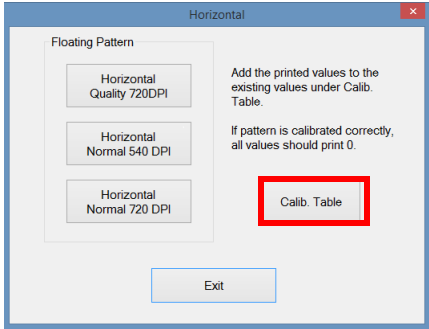 Horizontal
Floating Pattern
Horizontal
Quality 720DPI
Horizontal
Normal 540 DPI
Horizontal
Normal 720 DPI
Add the printed values to the
existing values under Calib.
Table.
If pattern is calibrated correctly,
all values should print 0.
Calib. Table
Exit